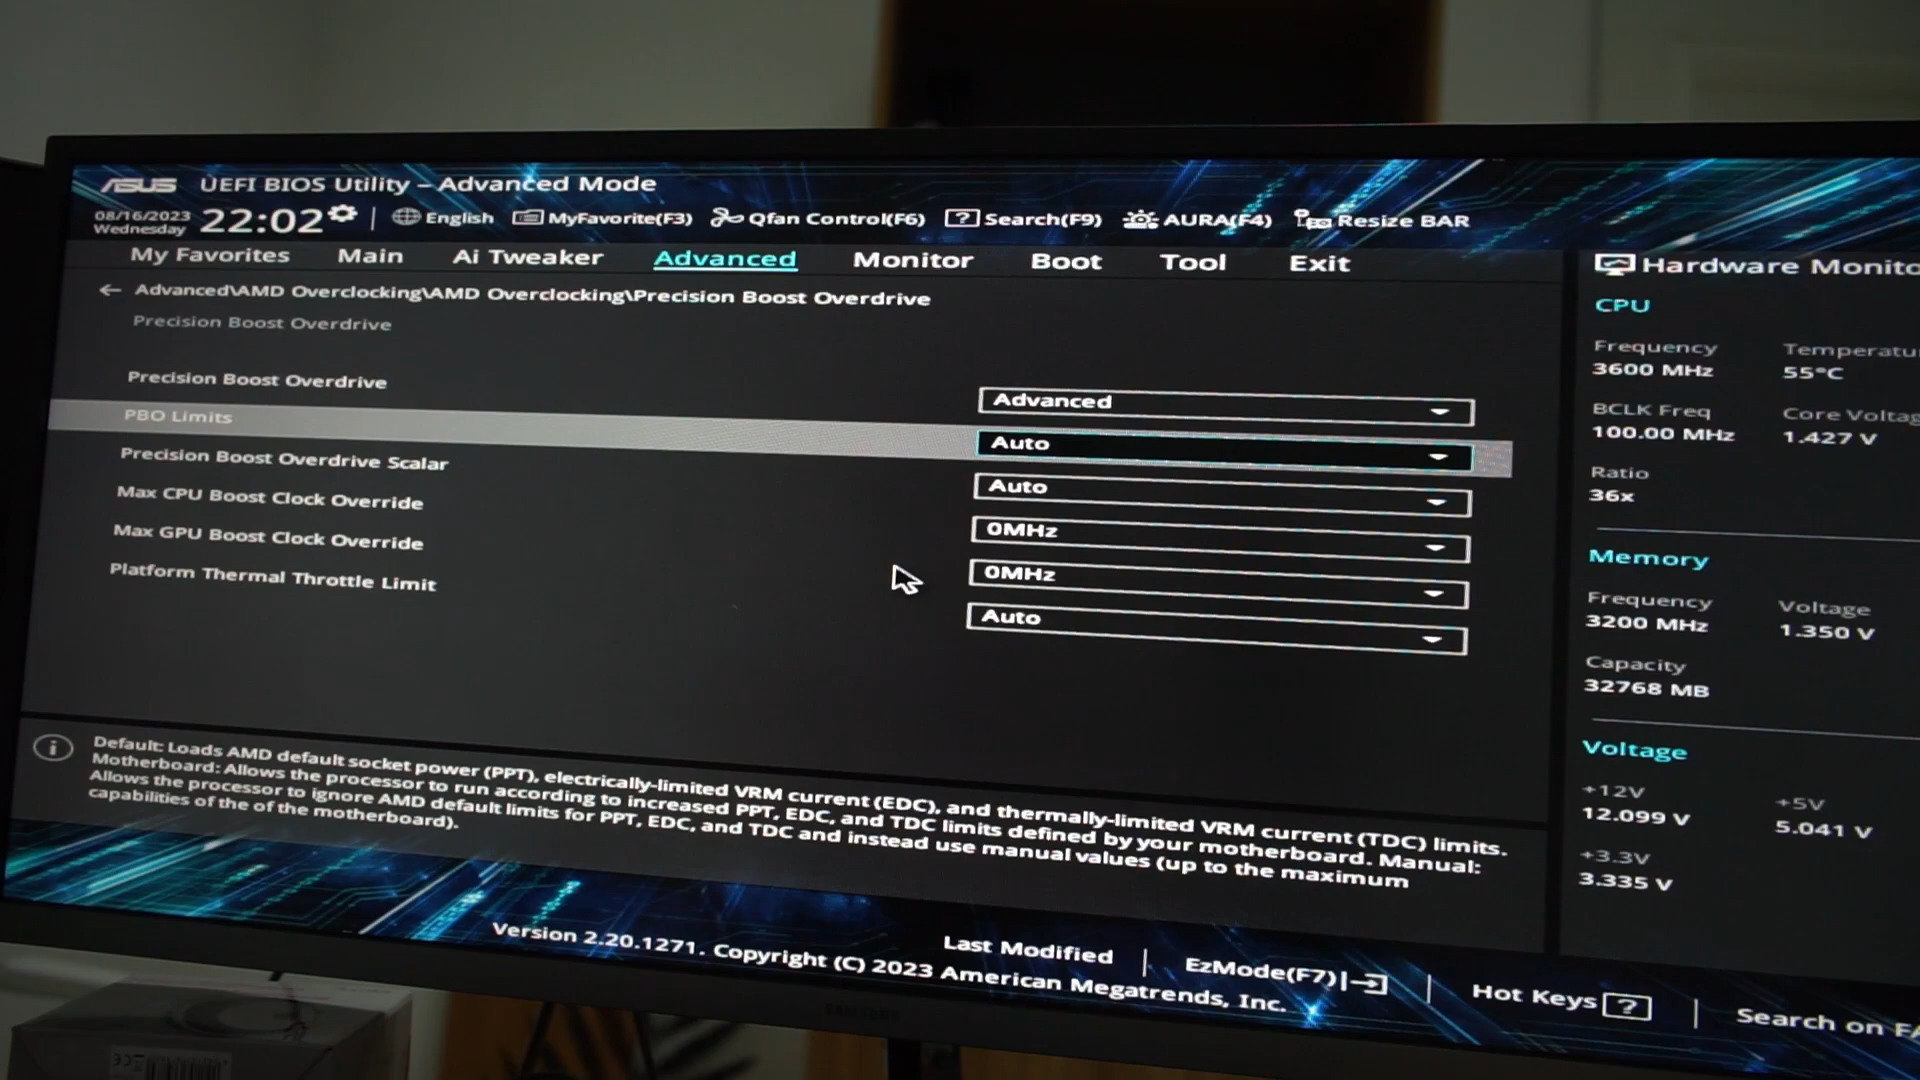 ASUS UEFI BIOS Utility – Advanced Mode
08/16/2023
Wednesday
22:02
English
MyFavorite(F3)
Qfan Control(F6)
? Search(F9)
AURA(F4)
Resize BAR
My Favorites Main Ai Tweaker Advanced Monitor Boot Tool Exit
Advanced\AMD Overclocking\AMD Overclocking\Precision Boost Overdrive
Precision Boost Overdrive
Precision Boost Overdrive Advanced
PBO Limits Auto
Precision Boost Overdrive Scalar Auto
Max CPU Boost Clock Override 0MHz
Max GPU Boost Clock Override 0MHz
Platform Thermal Throttle Limit Auto
Default: Loads AMD default socket power (PPT), electrically-limited VRM current (EDC), and thermally-limited VRM current (TDC) limits.
Motherboard: Allows the processor to run according to increased PPT, EDC, and TDC limits defined by your motherboard. Manual:
Allows the processor to ignore AMD default limits for PPT, EDC, and TDC and instead use manual values (up to the maximum
capabilities of the of the motherboard).
Hardware Monito
CPU
Frequency Temperatu
3600 MHz 55°C
BCLK Freq Core Voltag
100.00 MHz 1.427 V
Ratio
36x
Memory
Frequency Voltage
3200 MHz 1.350 V
Capacity
32768 MB
Voltage
+12V +5V
12.099 V 5.041 V
+3.3V
3.335 V
Last Modified EzMode(F7) Hot Keys ? Search on FA
Version 2.20.1271. Copyright (C) 2023 American Megatrends, Inc.
SAMSUNG
CE